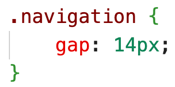 .navigation {
    gap: 14px;
}